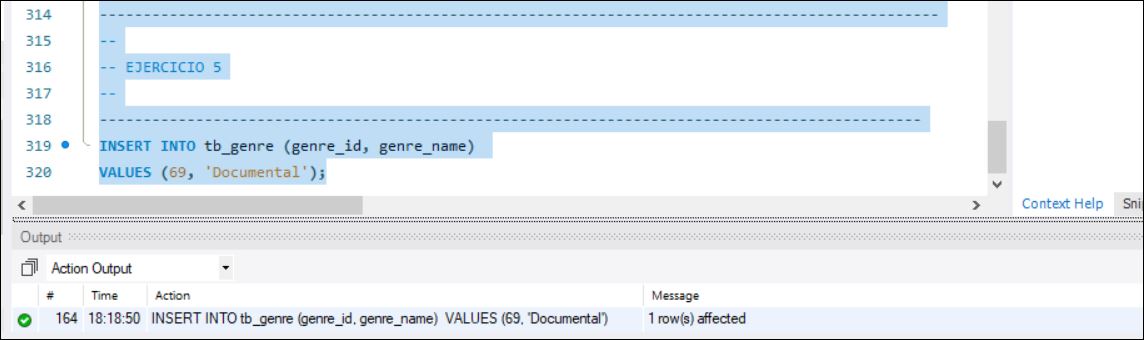 314 --------------------------------------------------------------------------------------------------
315 --
316 -- EJERCICIO 5
317 --
318 ------------------------------------------------------------------------------------------------
319 INSERT INTO tb_genre (genre_id, genre_name)
320 VALUES (69, 'Documental');
Context Help
Output
Action Output
# Time Action Message
164 18:18:50 INSERT INTO tb_genre (genre_id, genre_name) VALUES (69, 'Documental') 1 row(s) affected